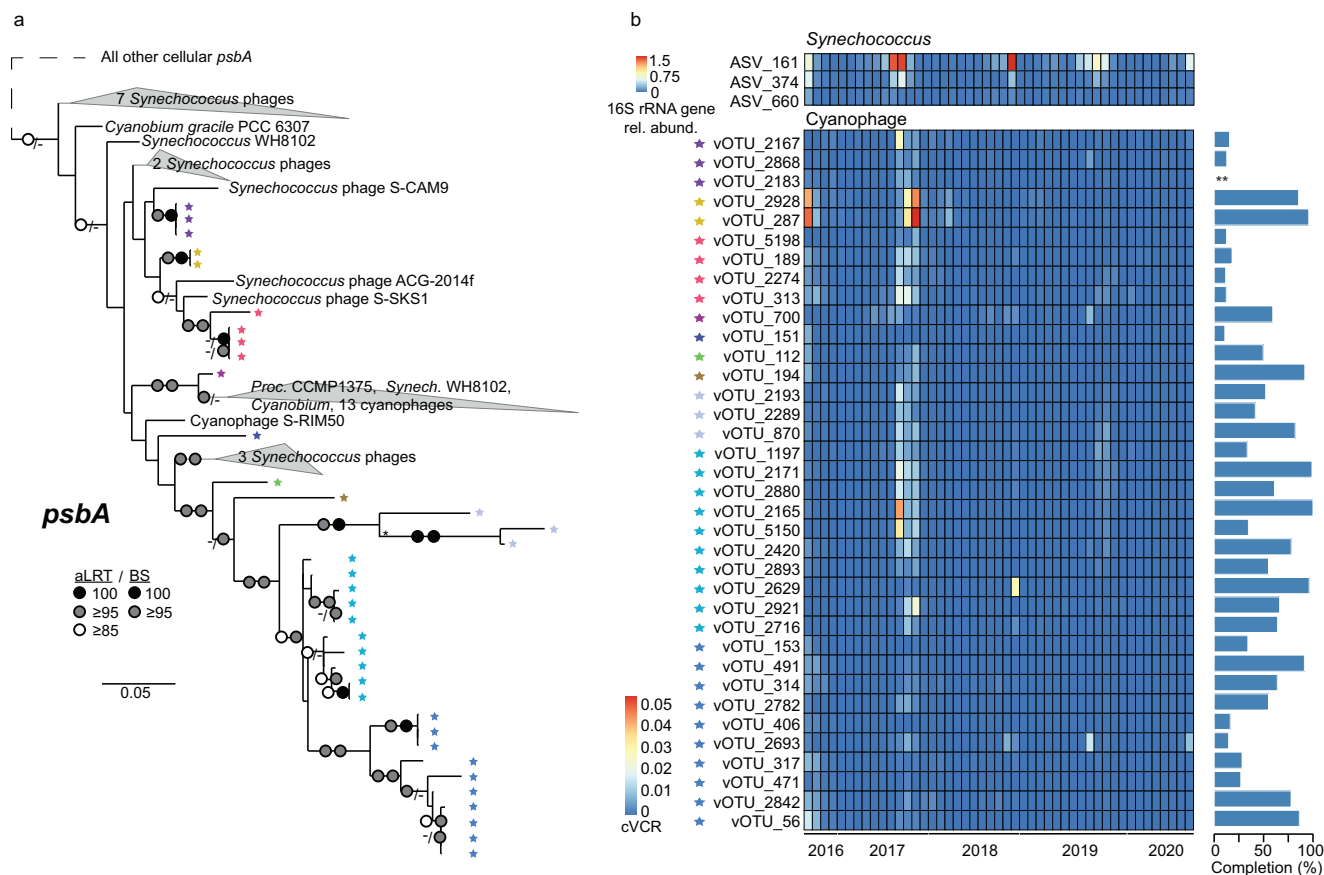 a
All other cellular psbA
7 Synechococcus phages
Cyanobium gracile PCC 6307
/-
Synechococcus WH8102
2 Synechococcus phages
Synechococcus phage S-CAM9
/-
Synechococcus phage ACG-2014f
/-
Synechococcus phage S-SKS1
-/
-/
Proc. CCMP1375, Synech. WH8102,
/-
Cyanobium, 13 cyanophages
Cyanophage S-RIM50
3 Synechococcus phages
psbA
*
-/
aLRT / BS
100 100
≥95 ≥95
≥85
-/
/-
0.05
/-
-/
b
Synechococcus
1.5
0.75
0
16S rRNA gene
rel. abund.
ASV_161
ASV_374
ASV_660
Cyanophage
vOTU_2167
vOTU_2868
vOTU_2183
**
vOTU_2928
vOTU_287
vOTU_5198
vOTU_189
vOTU_2274
vOTU_313
vOTU_700
vOTU_151
vOTU_112
vOTU_194
vOTU_2193
vOTU_2289
vOTU_870
vOTU_1197
vOTU_2171
vOTU_2880
vOTU_2165
vOTU_5150
vOTU_2420
vOTU_2893
vOTU_2629
vOTU_2921
vOTU_2716
vOTU_153
vOTU_491
vOTU_314
vOTU_2782
vOTU_406
vOTU_2693
vOTU_317
vOTU_471
vOTU_2842
vOTU_56
0.05
0.04
0.03
0.02
0.01
0
cVCR
2016 2017 2018 2019 2020
0 50 100
Completion (%)